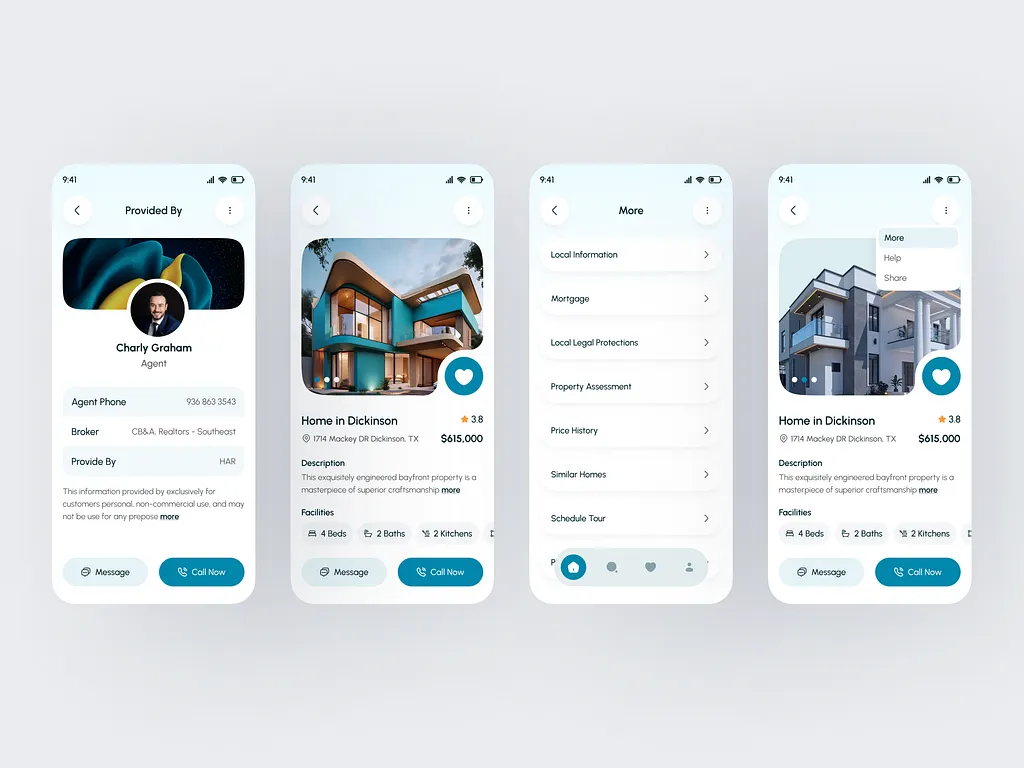 9:41
Provided By
Charly Graham
Agent
Agent Phone 936 863 3543
Broker CB&A, Realtors - Southeast
Provide By HAR
This information provided by exclusively for
customers personal, non-commercial use, and may
not be use for any prepose more
Message Call Now
9:41
Home in Dickinson 3.8
1714 Mackey DR Dickinson, TX $615,000
Description
This exquisitely engineered bayfront property is a
masterpiece of superior craftsmanship more
Facilities
4 Beds 2 Baths 2 Kitchens
Message Call Now
9:41
More
Local Information
Mortgage
Local Legal Protections
Property Assessment
Price History
Similar Homes
Schedule Tour
9:41
More
Help
Share
Home in Dickinson 3.8
1714 Mackey DR Dickinson, TX $615,000
Description
This exquisitely engineered bayfront property is a
masterpiece of superior craftsmanship more
Facilities
4 Beds 2 Baths 2 Kitchens
Message Call Now